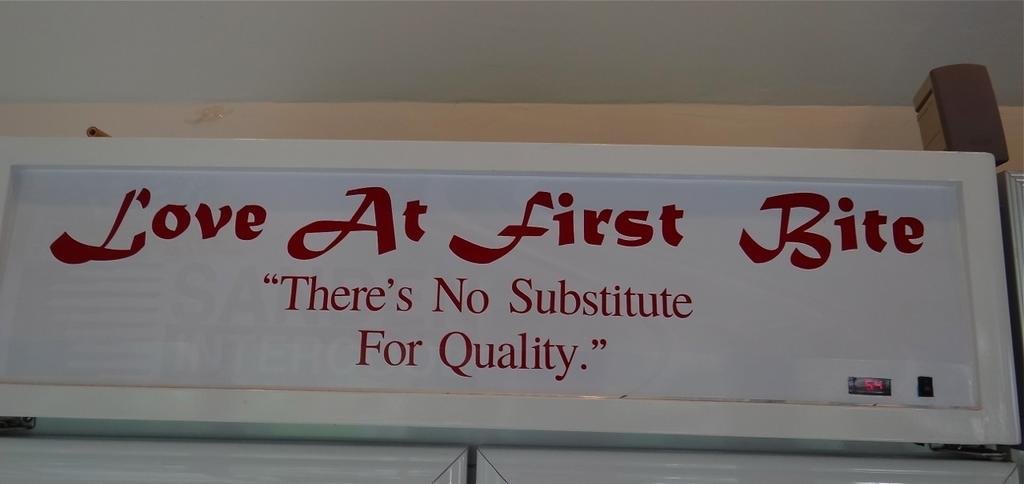 Love At First Bite
“There's No Substitute
For Quality.”